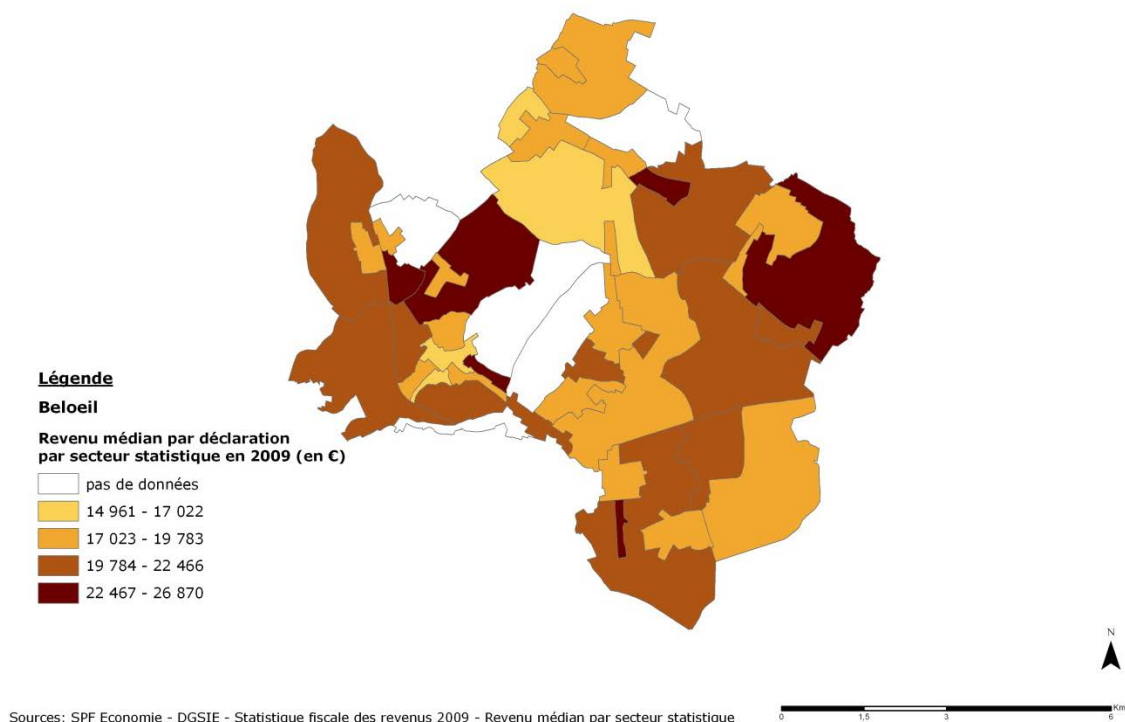 Légende
Beloeil
Revenu médian par déclaration
par secteur statistique en 2009 (en €)
pas de données
14 961 - 17 022
17 023 - 19 783
19 784 - 22 466
22 467 - 26 870
N
Km
0 1,5 3 6
Sources: SPF Economie - DGSIE - Statistique fiscale des revenus 2009 - Revenu médian par secteur statistique